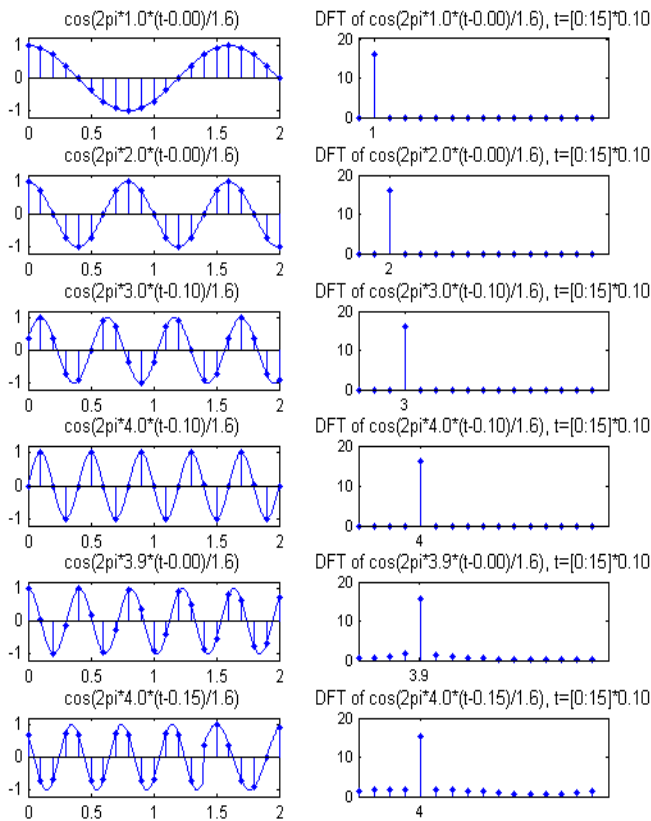 cos(2pi*1.0*(t-0.00)/1.6)
DFT of cos(2pi*1.0*(t-0.00)/1.6), t=[0:15]*0.10
1
0
-1
0 0.5 1 1.5 2
20
10
0
1
cos(2pi*2.0*(t-0.00)/1.6)
DFT of cos(2pi*2.0*(t-0.00)/1.6), t=[0:15]*0.10
1
0
-1
0 0.5 1 1.5 2
20
10
0
2
cos(2pi*3.0*(t-0.10)/1.6)
DFT of cos(2pi*3.0*(t-0.10)/1.6), t=[0:15]*0.10
1
0
-1
0 0.5 1 1.5 2
20
10
0
3
cos(2pi*4.0*(t-0.10)/1.6)
DFT of cos(2pi*4.0*(t-0.10)/1.6), t=[0:15]*0.10
1
0
-1
0 0.5 1 1.5 2
20
10
0
4
cos(2pi*3.9*(t-0.00)/1.6)
DFT of cos(2pi*3.9*(t-0.00)/1.6), t=[0:15]*0.10
1
0
-1
0 0.5 1 1.5 2
20
10
0
3.9
cos(2pi*4.0*(t-0.15)/1.6)
DFT of cos(2pi*4.0*(t-0.15)/1.6), t=[0:15]*0.10
1
0
-1
0 0.5 1 1.5 2
20
10
0
4